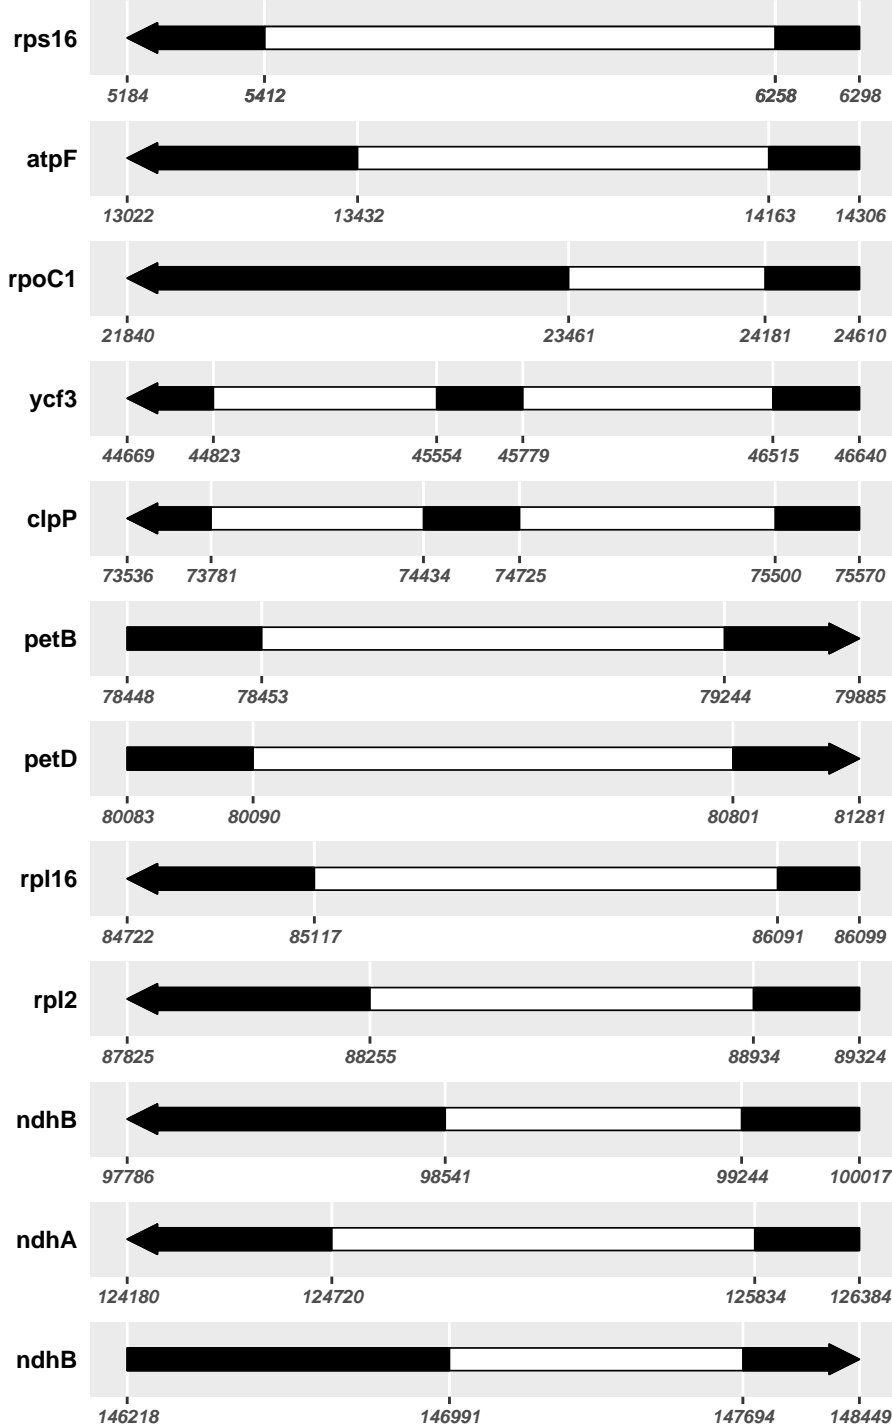 rps16
5184 5412 6258 6298
atpF
13022 13432 14163 14306
rpoC1
21840 23461 24181 24610
ycf3
44669 44823 45554 45779 46515 46640
clpP
73536 73781 74434 74725 75500 75570
petB
78448 78453 79244 79885
petD
80083 80090 80801 81281
rpl16
84722 85117 86091 86099
rpl2
87825 88255 88934 89324
ndhB
97786 98541 99244 100017
ndhA
124180 124720 125834 126384
ndhB
146218 146991 147694 148449